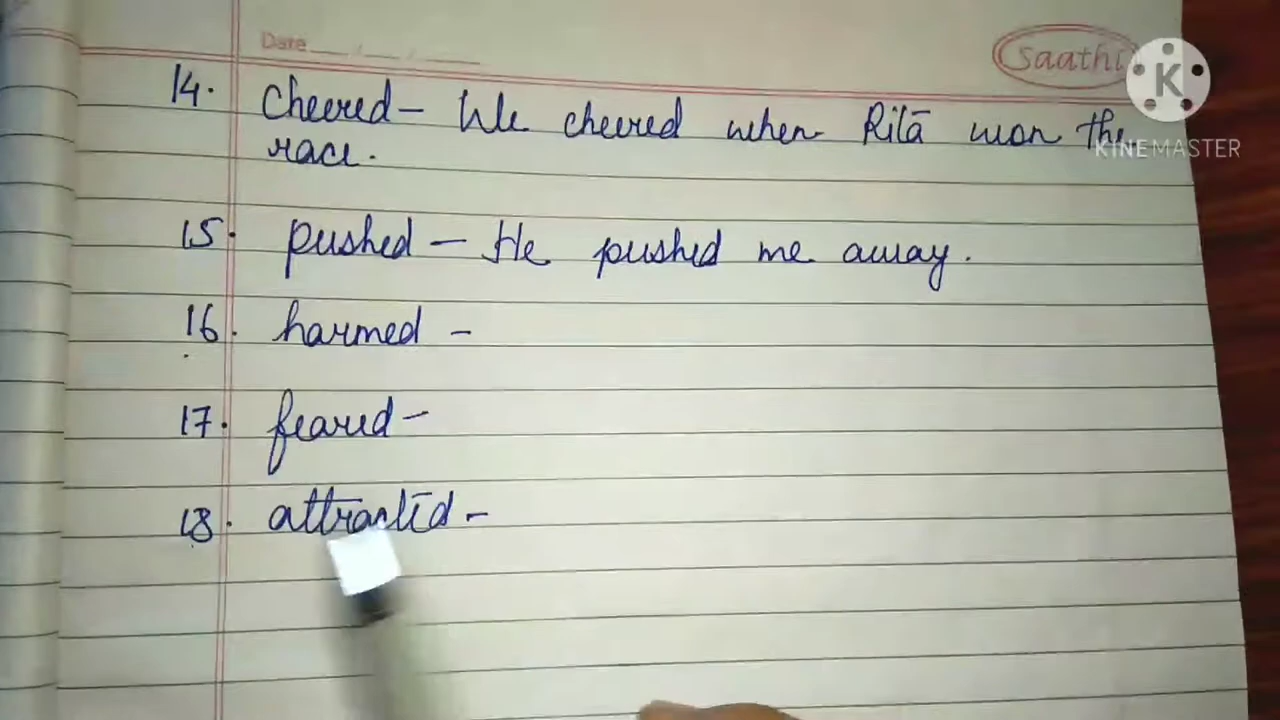 Date
Saathi
K
KINEMASTER
14. Cheered - We cheered when Rita won the
race.
15. pushed - He pushed me away.
16. harmed -
17. feared -
18. attracted -